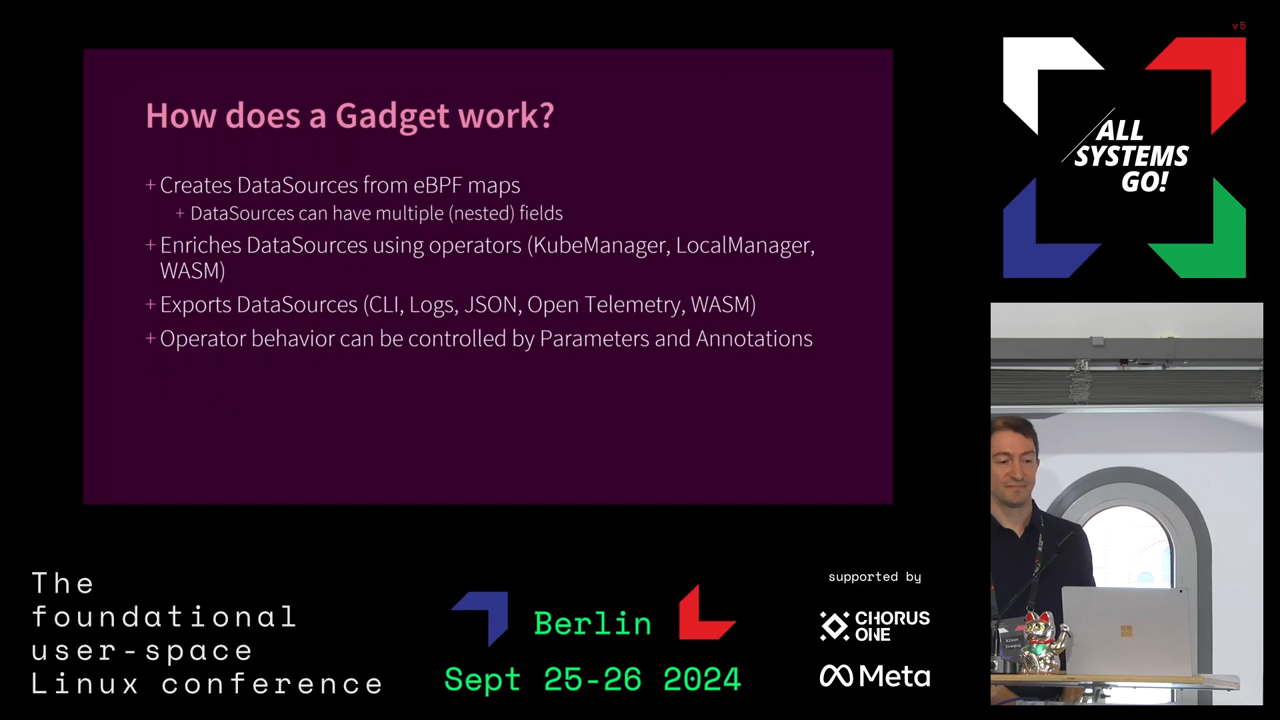 How does a Gadget work?
+ Creates DataSources from eBPF maps
+ DataSources can have multiple (nested) fields
+ Enriches DataSources using operators (KubeManager, LocalManager,
WASM)
+ Exports DataSources (CLI, Logs, JSON, Open Telemetry, WASM)
+ Operator behavior can be controlled by Parameters and Annotations
v5
ALL
SYSTEMS
GO!
The
foundational
user-space
Linux conference
Berlin
Sept 25-26 2024
supported by
CHORUS
ONE
Meta